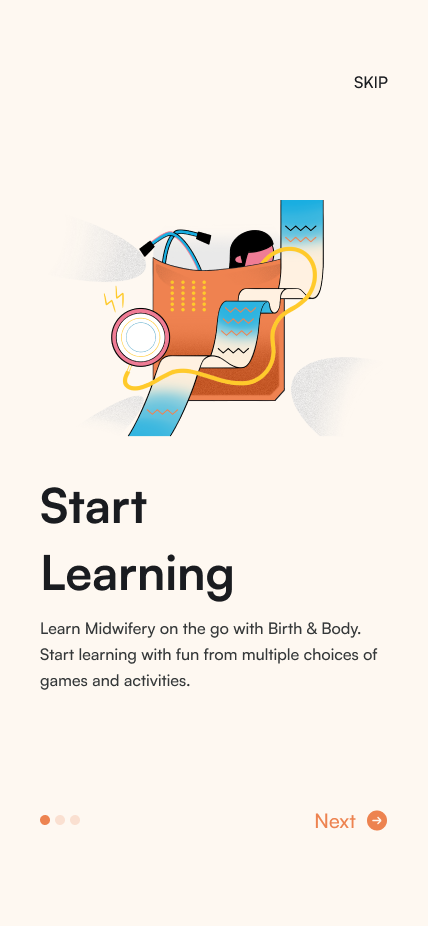 SKIP
Start
Learning
Learn Midwifery on the go with Birth & Body.
Start learning with fun from multiple choices of
games and activities.
Next